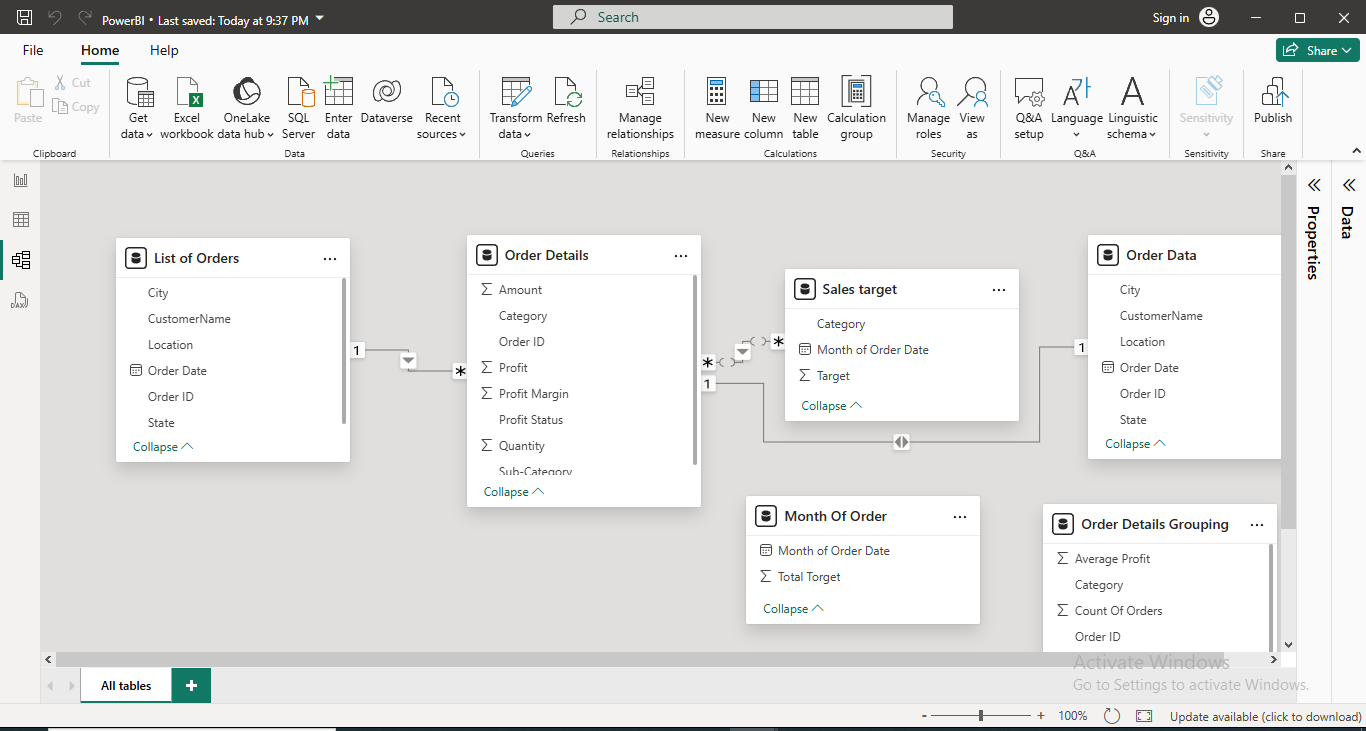 PowerBI • Last saved: Today at 9:37 PM
Search
Sign in
File Home Help
Share
Paste
Cut
Copy
Clipboard
Get data
Excel workbook
OneLake data hub
SQL Server
Enter data
Dataverse
Recent sources
Data
Transform data
Refresh
Queries
Manage relationships
Relationships
New measure
New column
New table
Calculation group
Calculations
Manage roles
View as
Security
Q&A setup
Language
Linguistic schema
Q&A
Sensitivity
Sensitivity
Publish
Share
DAX
List of Orders
City
CustomerName
Location
Order Date
Order ID
State
Collapse
1
*
Order Details
Amount
Category
Order ID
Profit
Profit Margin
Profit Status
Quantity
Sub-Category
Collapse
*
1
*
Sales target
Category
Month of Order Date
Target
Collapse
1
Order Data
City
CustomerName
Location
Order Date
Order ID
State
Collapse
Month Of Order
Month of Order Date
Total Torget
Collapse
Order Details Grouping
Average Profit
Category
Count Of Orders
Order ID
Properties
Data
All tables
Activate Windows
Go to Settings to activate Windows.
- + 100%
Update available (click to download)